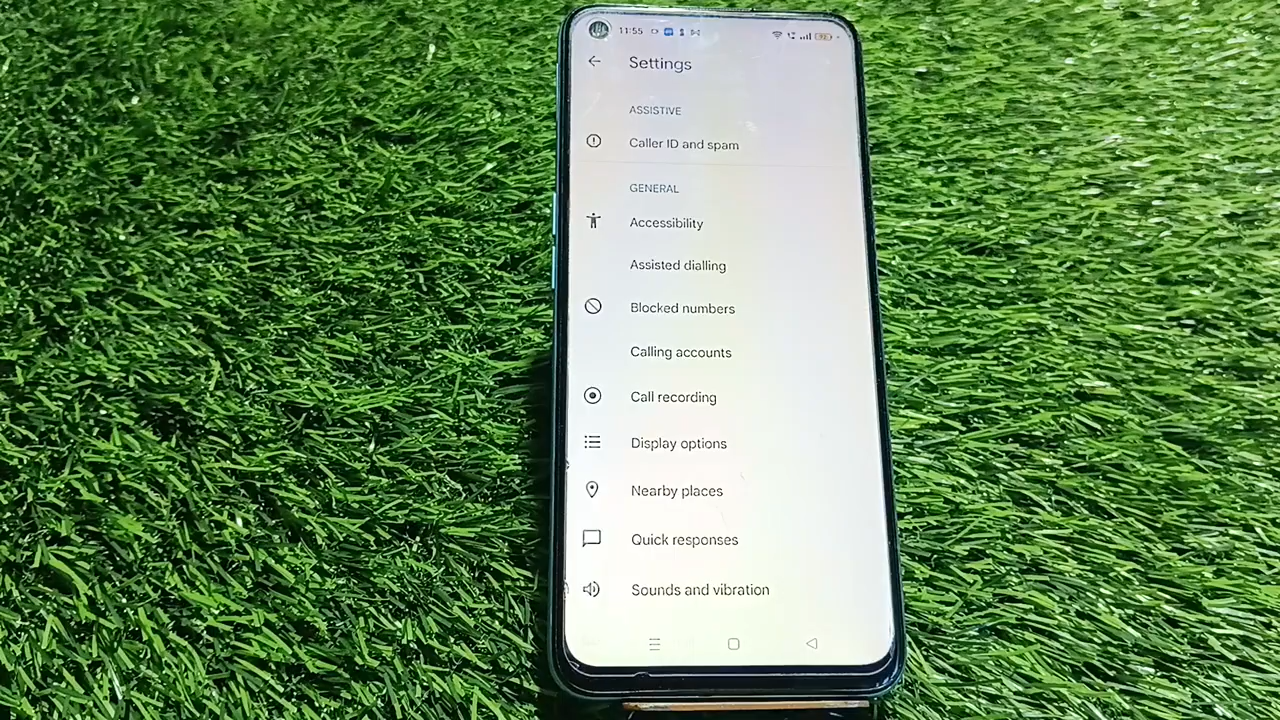 11:55
Settings
ASSISTIVE
Caller ID and spam
GENERAL
Accessibility
Assisted dialling
Blocked numbers
Calling accounts
Call recording
Display options
Nearby places
Quick responses
Sounds and vibration